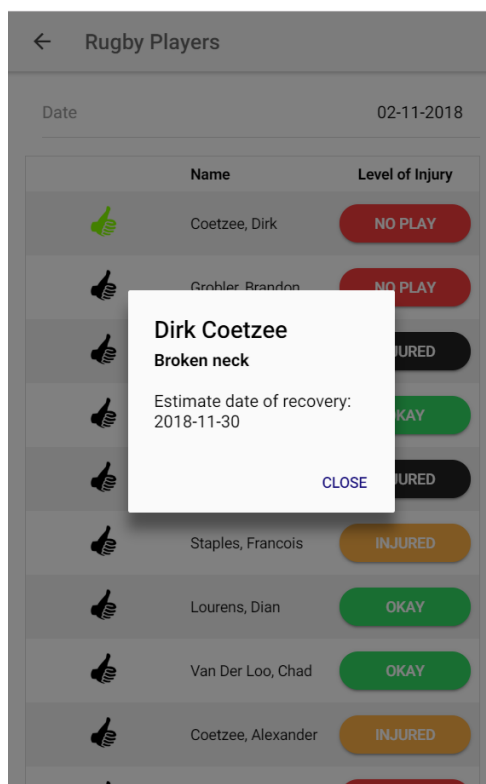 Rugby Players
Date 02-11-2018
Name Level of Injury
Coetzee, Dirk NO PLAY
Grobler, Brandon NO PLAY
Dirk Coetzee
Broken neck
Estimate date of recovery:
2018-11-30
CLOSE
Staples, Francois INJURED
Lourens, Dian OKAY
Van Der Loo, Chad OKAY
Coetzee, Alexander INJURED